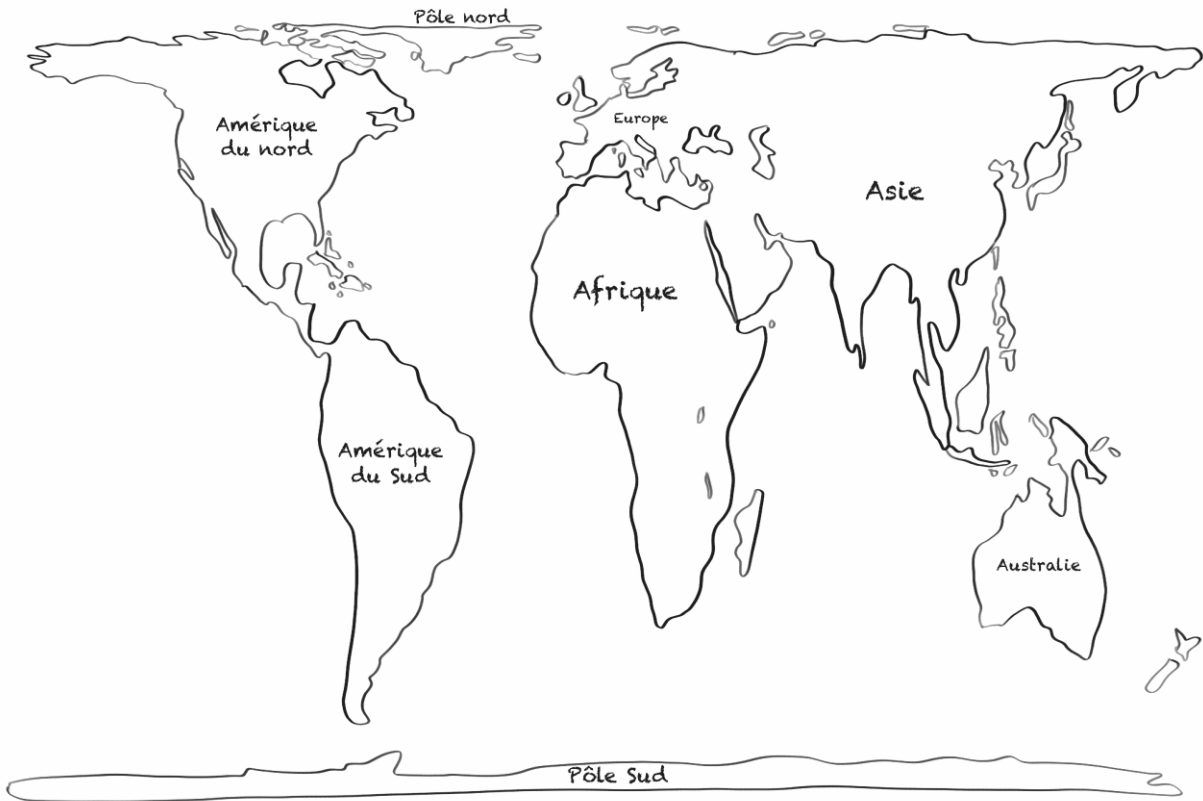 Pôle nord
Amérique
du nord
Europe
Asie
Afrique
Amérique
du Sud
Australie
Pôle Sud